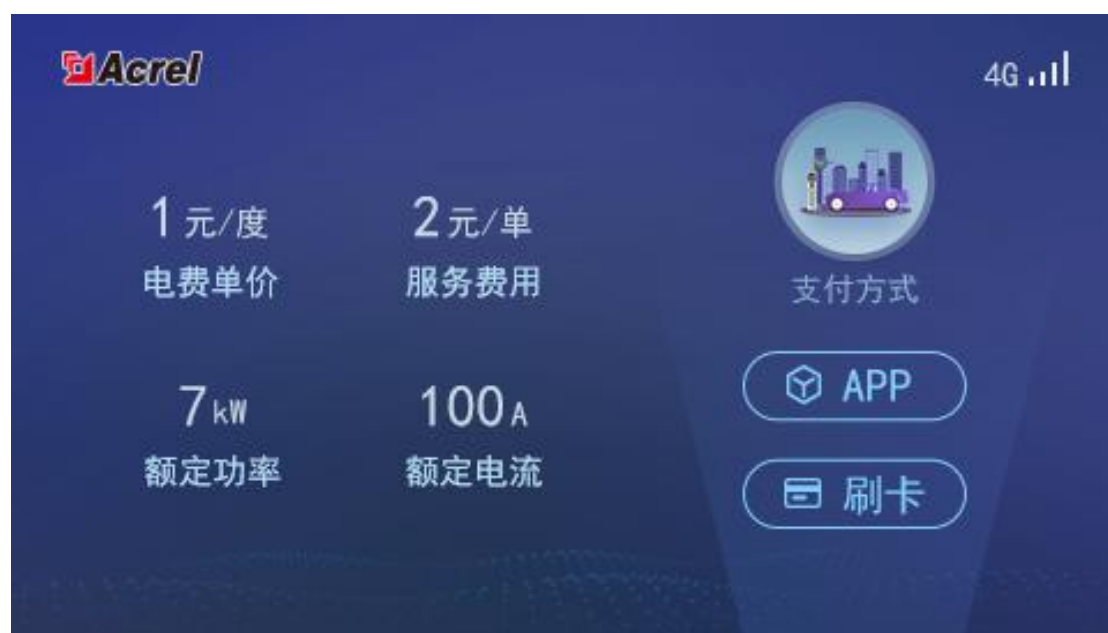 Acrel
4G
1元/度
2元/单
电费单价
服务费用
支付方式
7kW
100A
APP
额定功率
额定电流
刷卡